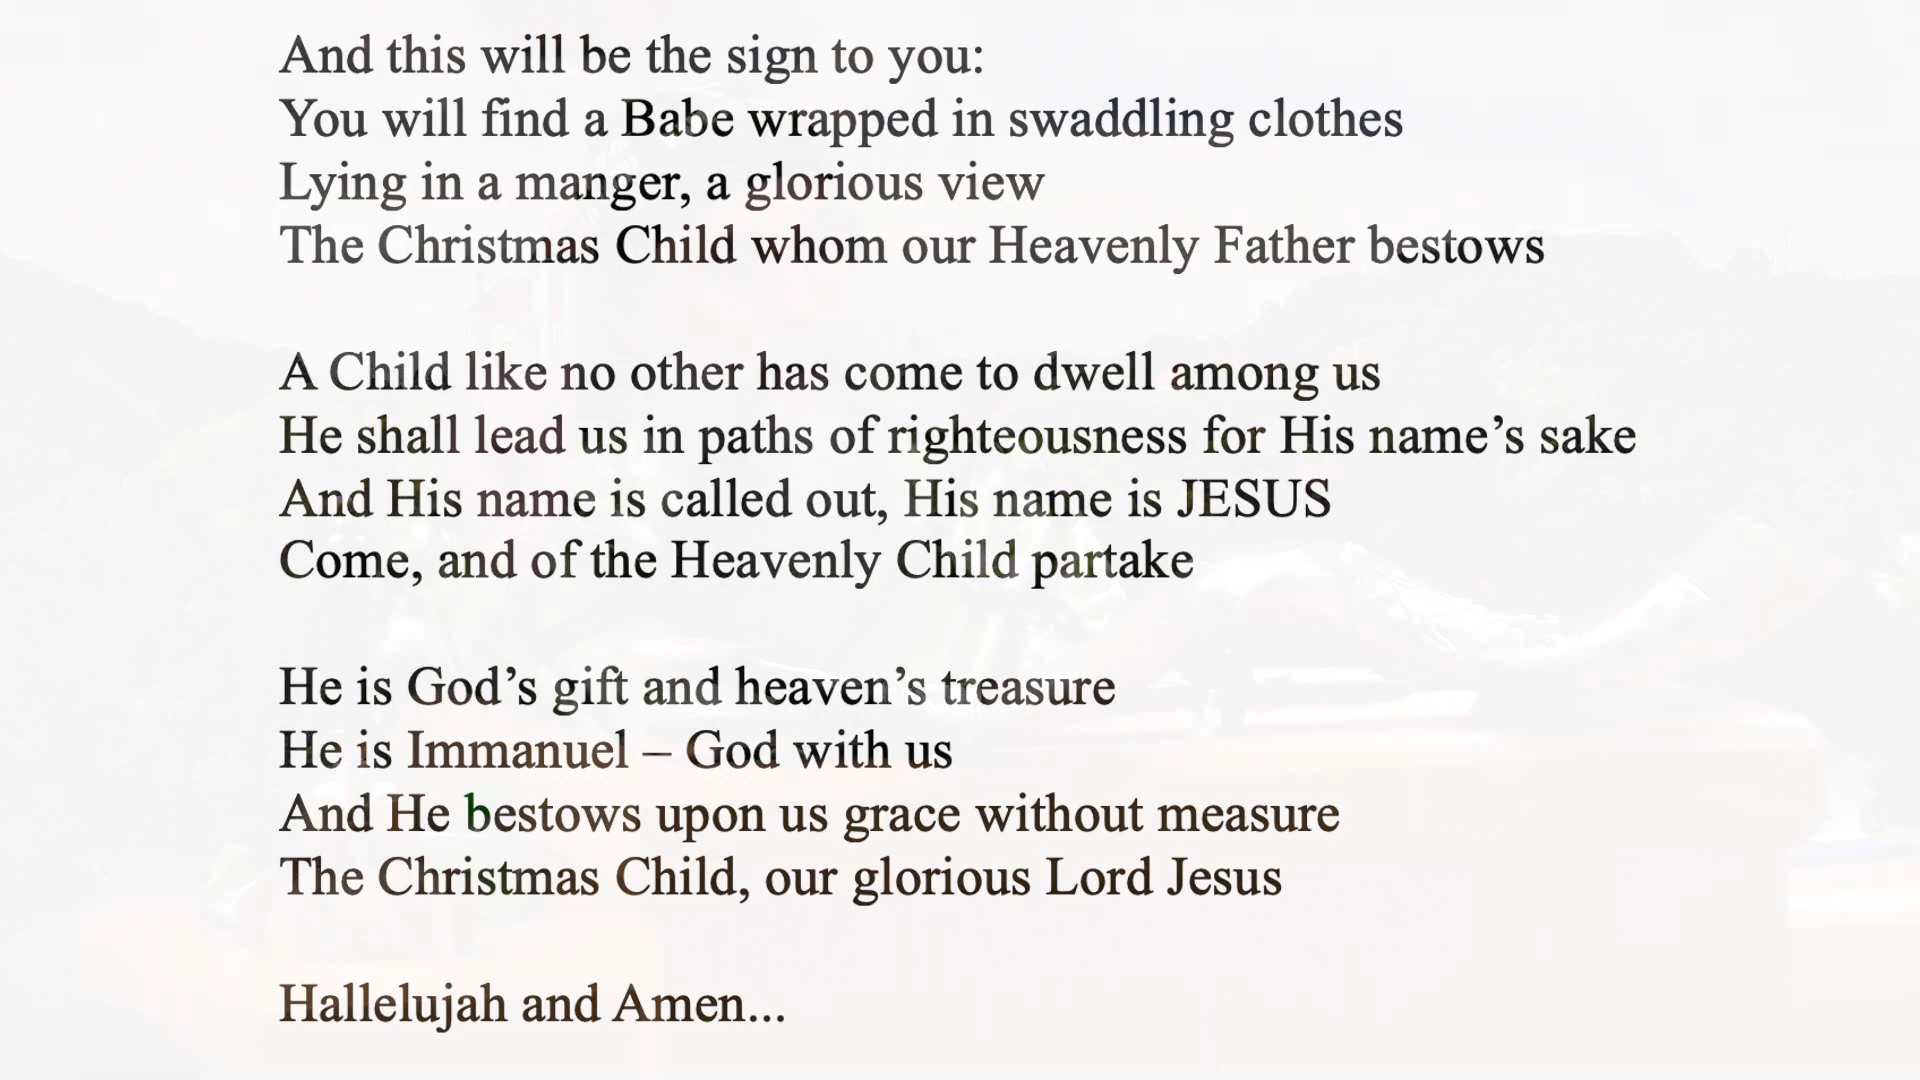 And this will be the sign to you:
You will find a Babe wrapped in swaddling clothes
Lying in a manger, a glorious view
The Christmas Child whom our Heavenly Father bestows
A Child like no other has come to dwell among us
He shall lead us in paths of righteousness for His name’s sake
And His name is called out, His name is JESUS
Come, and of the Heavenly Child partake
He is God’s gift and heaven’s treasure
He is Immanuel – God with us
And He bestows upon us grace without measure
The Christmas Child, our glorious Lord Jesus
Hallelujah and Amen...